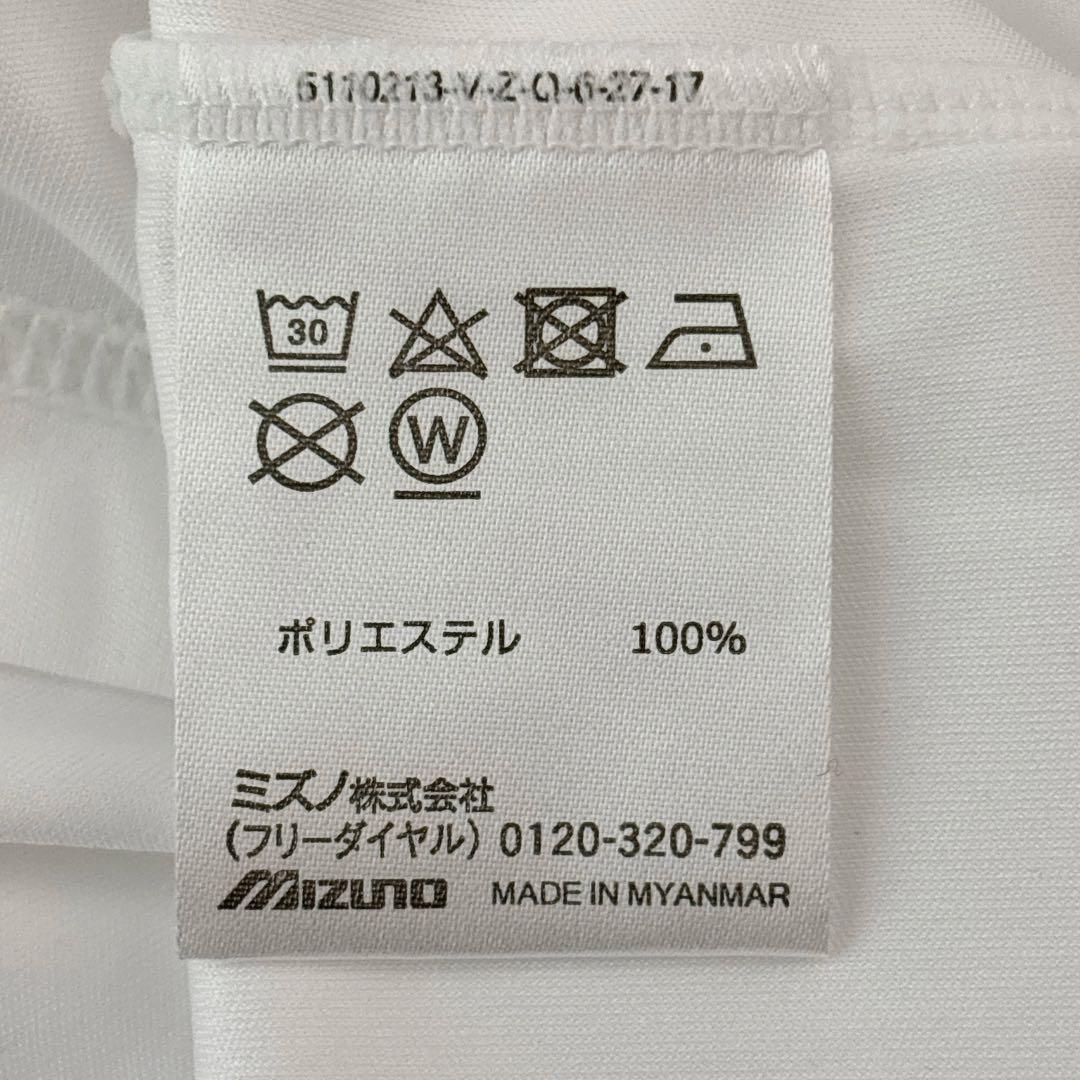 6110213-V-Z-Q-6-27-17
30
W
ポリエステル 100%
ミズノ株式会社
(フリーダイヤル) 0120-320-799
MIZUNO MADE IN MYANMAR